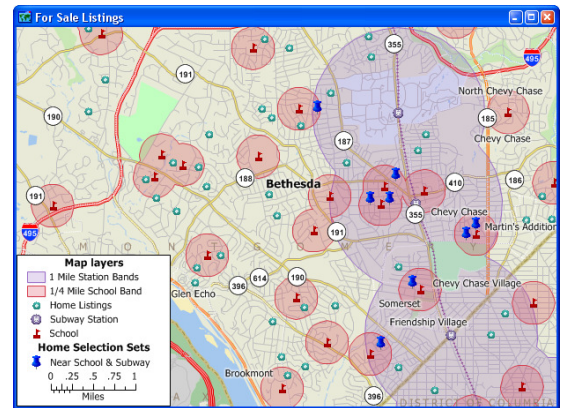 For Sale Listings
355
495
191
North Chevy Chase
190
185
Chevy Chase
187
188
Bethesda
410
186
191
355
Chevy Chase
191
Martin's Addition
495
M O N T G O M E R
Map layers
1 Mile Station Bands
1/4 Mile School Band
Home Listings
Subway Station
School
Home Selection Sets
Near School & Subway
0 .25 .5 .75 1
Miles
396
614
190
Glen Echo
Chevy Chase Village
Somerset
Friendship Village
Brookmont
396
DISTRICT OF COLUMBIA